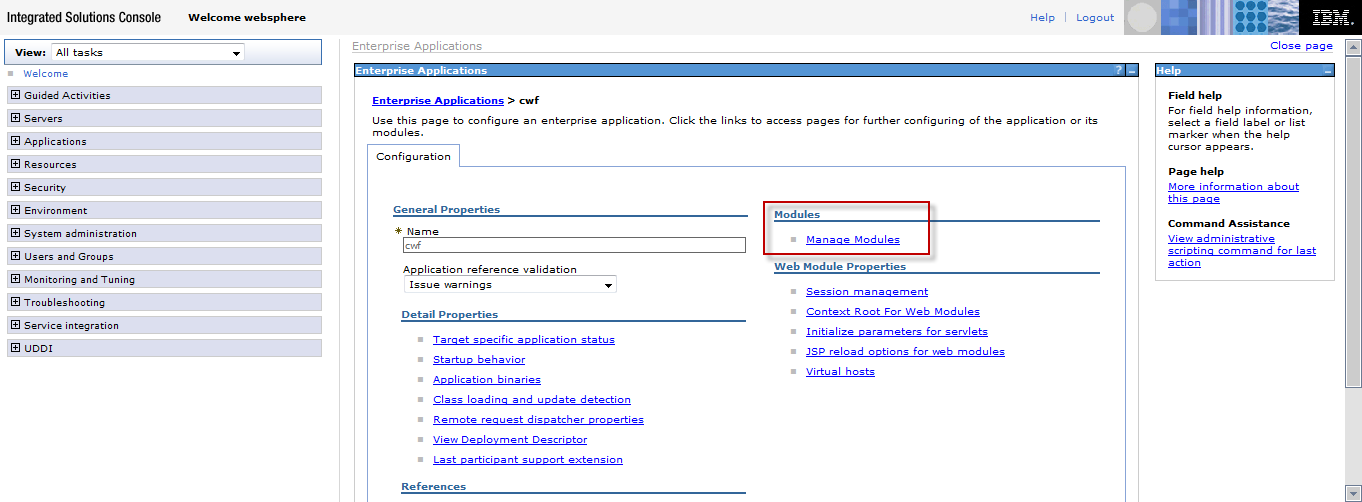 Integrated Solutions Console Welcome websphere Help Logout IBM.
View: All tasks
Welcome
Guided Activities
Servers
Applications
Resources
Security
Environment
System administration
Users and Groups
Monitoring and Tuning
Troubleshooting
Service integration
UDDI
Enterprise Applications Close page
Enterprise Applications ? _
Enterprise Applications > cwf
Use this page to configure an enterprise application. Click the links to access pages for further configuring of the application or its
modules.
Configuration
General Properties
* Name
cwf
Application reference validation
Issue warnings
Detail Properties
Target specific application status
Startup behavior
Application binaries
Class loading and update detection
Remote request dispatcher properties
View Deployment Descriptor
Last participant support extension
References
Modules
Manage Modules
Web Module Properties
Session management
Context Root For Web Modules
Initialize parameters for servlets
JSP reload options for web modules
Virtual hosts
Help _
Field help
For field help information,
select a field label or list
marker when the help
cursor appears.
Page help
More information about
this page
Command Assistance
View administrative
scripting command for last
action